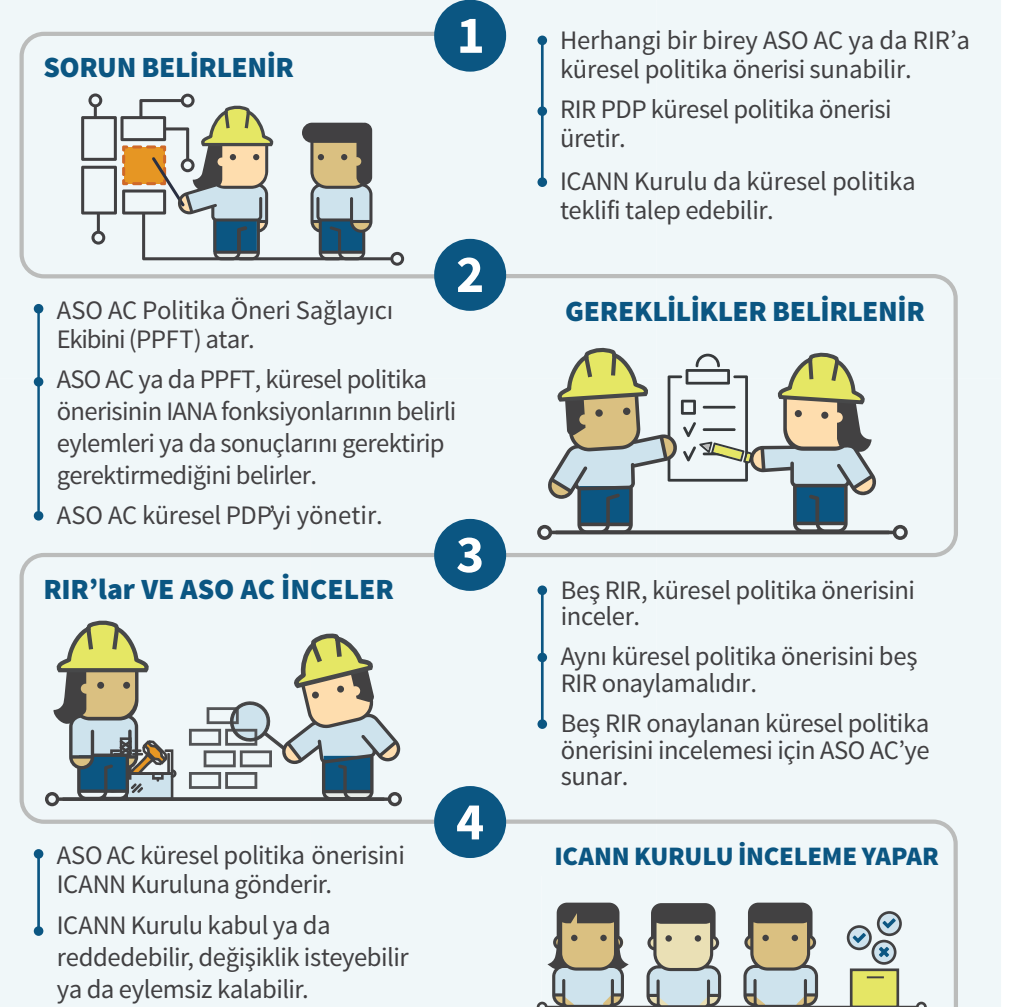 1
SORUN BELİRLENİR
Herhangi bir birey ASO AC ya da RIR’a
küresel politika önerisi sunabilir.
RIR PDP küresel politika önerisi
üretir.
ICANN Kurulu da küresel politika
teklifi talep edebilir.
2
GEREKLİLİKLER BELİRLENİR
ASO AC Politika Öneri Sağlayıcı
Ekibini (PPFT) atar.
ASO AC ya da PPFT, küresel politika
önerisinin IANA fonksiyonlarının belirli
eylemleri ya da sonuçlarını gerektirip
gerektirmediğini belirler.
ASO AC küresel PDP’yi yönetir.
3
RIR’lar VE ASO AC İNCELER
Beş RIR, küresel politika önerisini
inceler.
Aynı küresel politika önerisini beş
RIR onaylamalıdır.
Beş RIR onaylanan küresel politika
önerisini incelemesi için ASO AC’ye
sunar.
4
ICANN KURULU İNCELEME YAPAR
ASO AC küresel politika önerisini
ICANN Kuruluna gönderir.
ICANN Kurulu kabul ya da
reddedebilir, değişiklik isteyebilir
ya da eylemsiz kalabilir.